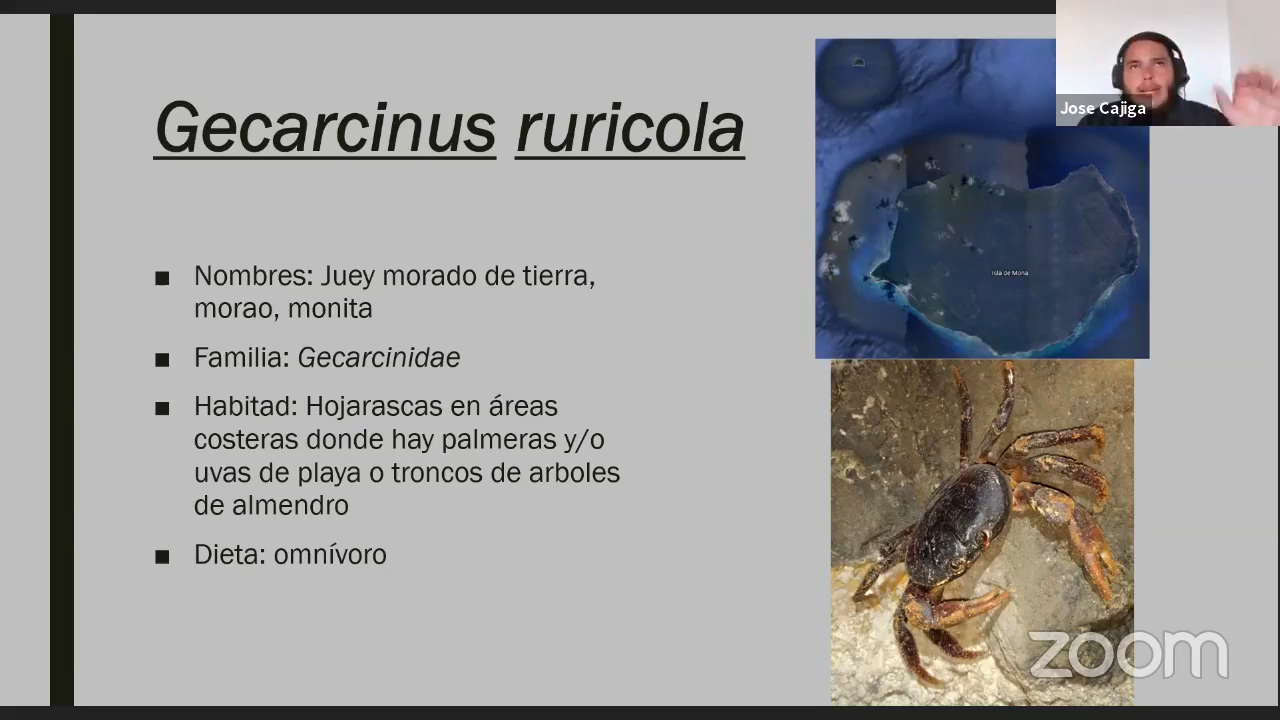 Gecarcinus ruricola
■ Nombres: Juey morado de tierra,
morao, monita
■ Familia: Gecarcinidae
■ Habitad: Hojarascas en áreas
costeras donde hay palmeras y/o
uvas de playa o troncos de arboles
de almendro
■ Dieta: omnívoro
Isla de Mona
Jose Cajiga
zoom